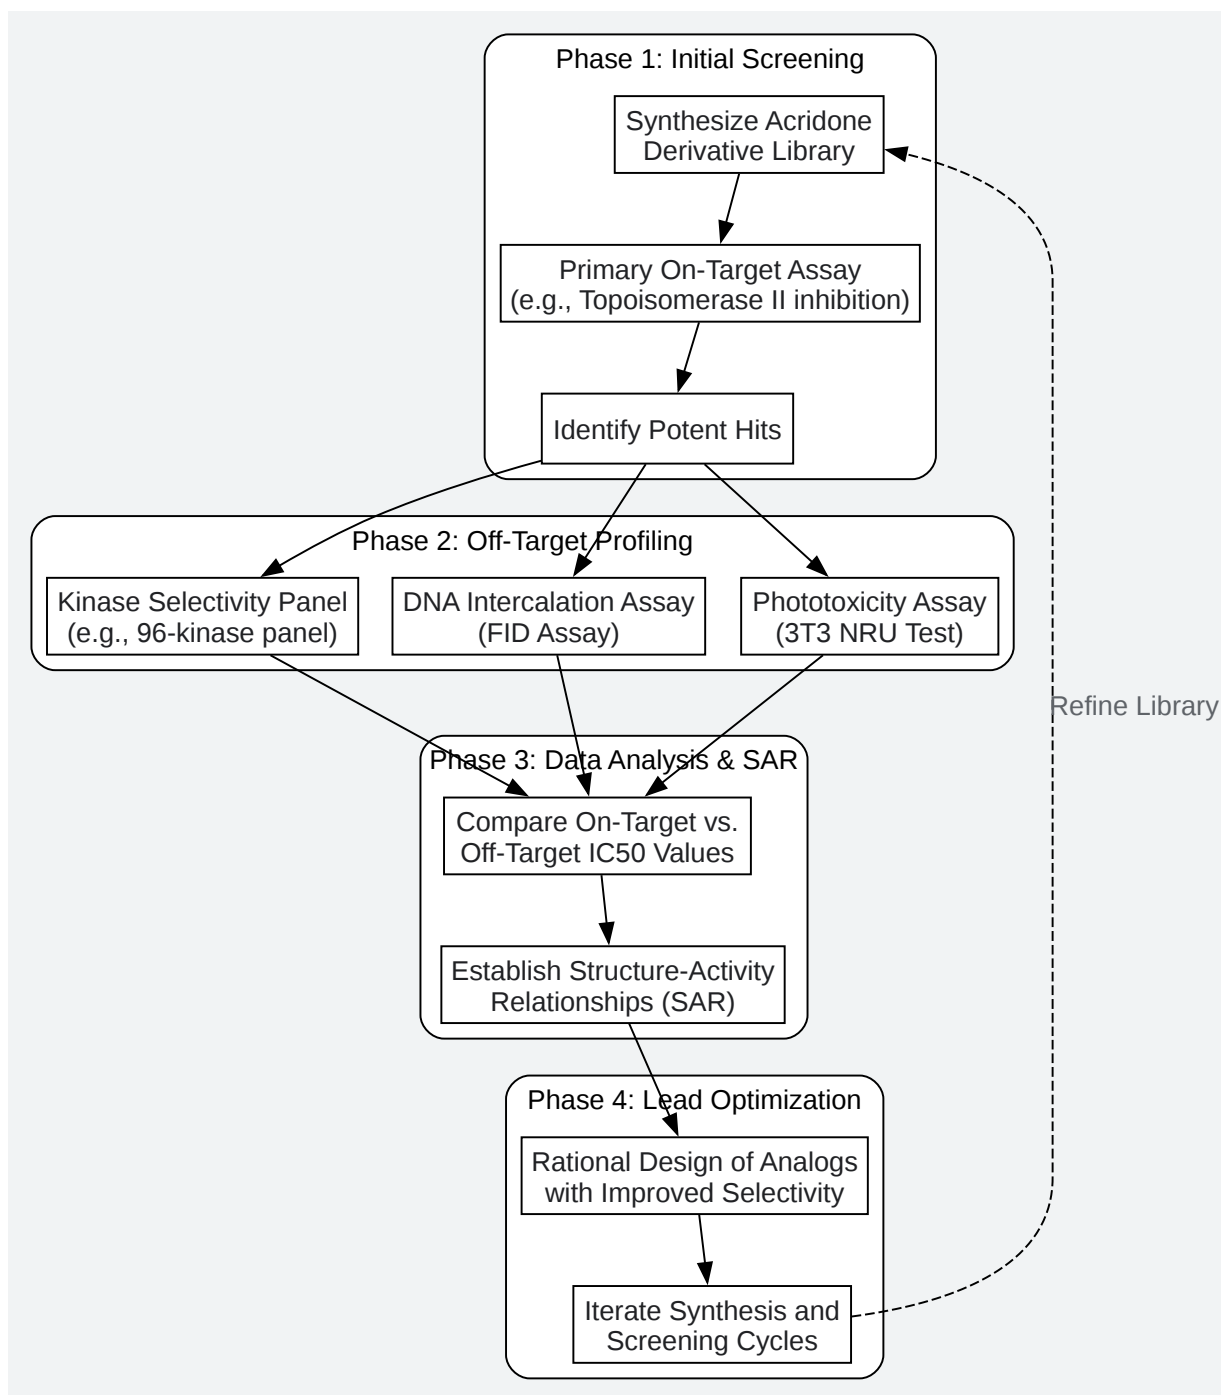 Phase 1: Initial Screening
Synthesize Acridone
Derivative Library
Primary On-Target Assay
(e.g., Topoisomerase II inhibition)
Identify Potent Hits
Phase 2: Off-Target Profiling
Kinase Selectivity Panel
(e.g., 96-kinase panel)
DNA Intercalation Assay
(FID Assay)
Phototoxicity Assay
(3T3 NRU Test)
Refine Library
Phase 3: Data Analysis & SAR
Compare On-Target vs.
Off-Target IC50 Values
Establish Structure-Activity
Relationships (SAR)
Phase 4: Lead Optimization
Rational Design of Analogs
with Improved Selectivity
Iterate Synthesis and
Screening Cycles